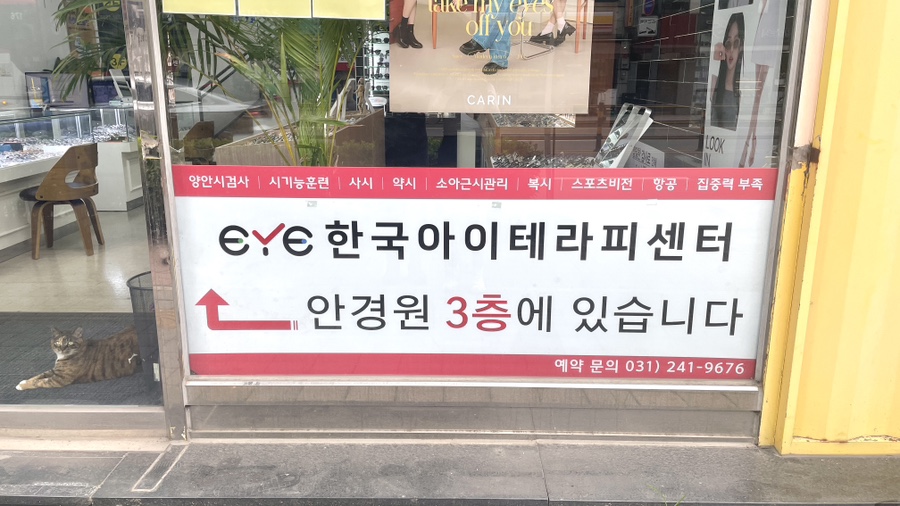 take my eyes
off you
CARIN
LOOK
IN
양안시검사 | 시기능훈련 | 사시 | 약시 | 소아근시관리 | 복시 | 스포츠비전 | 항공 | 집중력 부족
EYE 한국아이테라피센터
안경원 3층에 있습니다
예약 문의 031) 241-9676